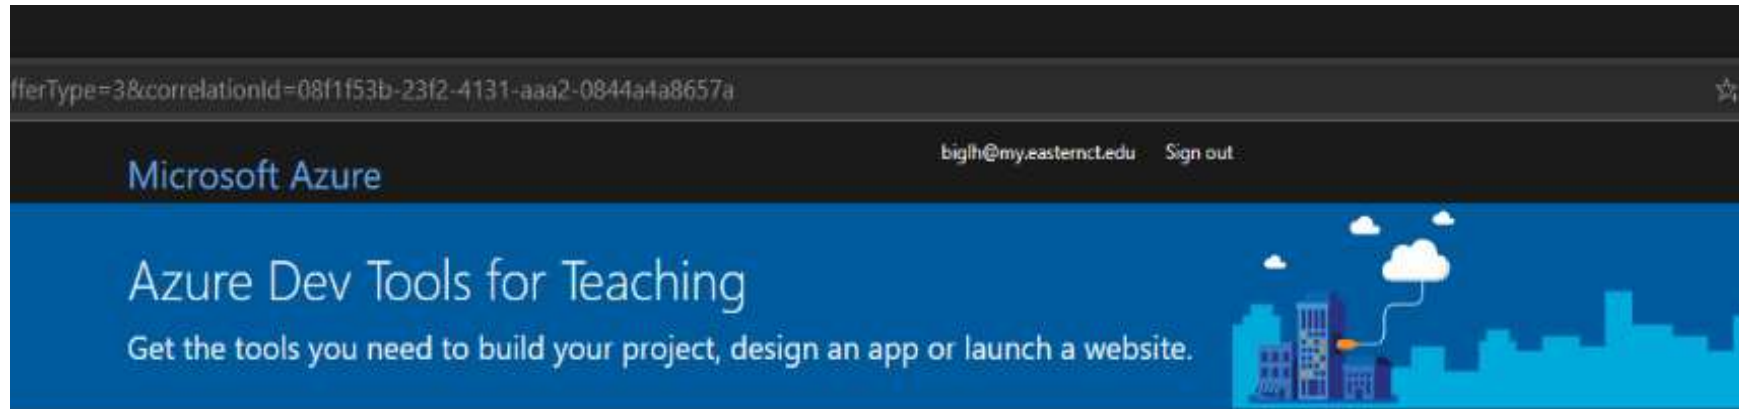 fferType=3&correlationId=08f1f53b-23f2-4131-aaa2-0844a4a8657a
biglh@my.easternct.edu Sign out
Microsoft Azure
Azure Dev Tools for Teaching
Get the tools you need to build your project, design an app or launch a website.